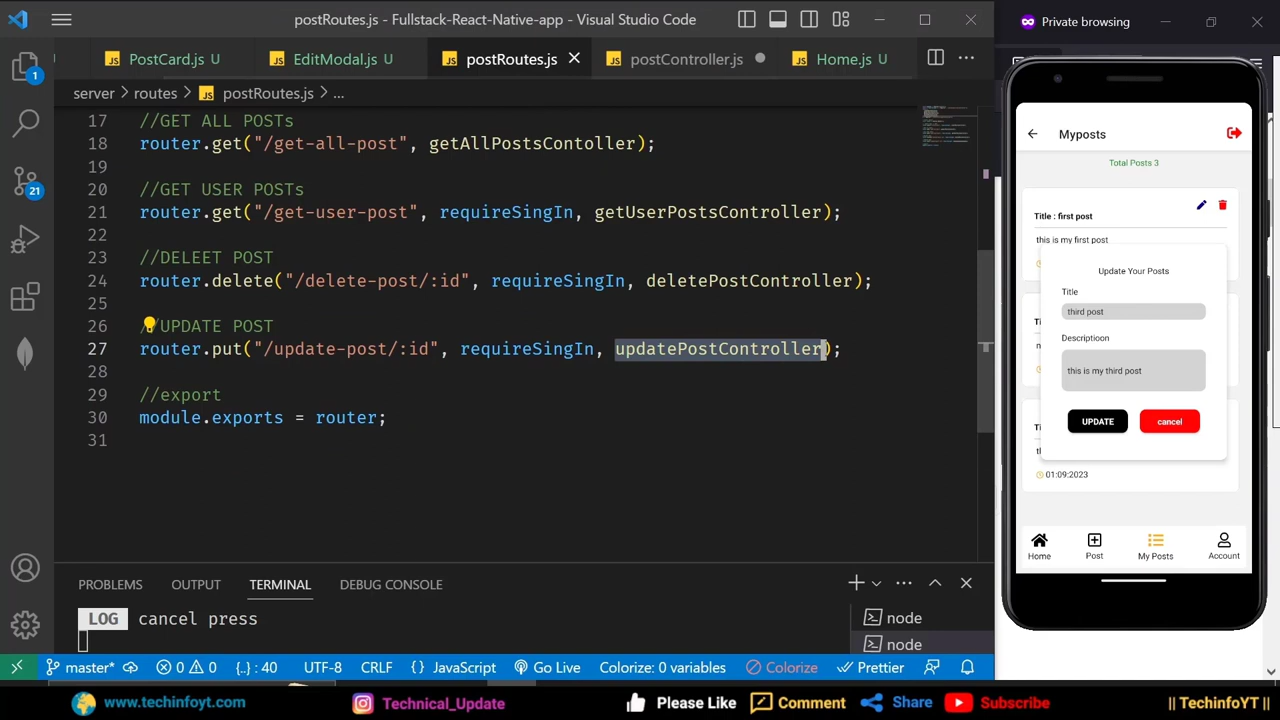 postRoutes.js - Fullstack-React-Native-app - Visual Studio Code
Private browsing
PostCard.js U
EditModal.js U
postRoutes.js
postController.js
Home.js U
server > routes > postRoutes.js > ...
17 //GET ALL POSTs
18 router.get( "/get-all-post", getAllPostsContoller);
19
20 //GET USER POSTs
21 router.get("/get-user-post", requireSingIn, getUserPostsController);
22
23 //DELEET POST
24 router.delete("/delete-post/:id", requireSingIn, deletePostController);
25
26 //UPDATE POST
27 router.put("/update-post/:id", requireSingIn, updatePostController);
28
29 //export
30 module.exports = router;
31
1
21
PROBLEMS OUTPUT TERMINAL DEBUG CONSOLE
LOG cancel press
node
node
master* 0 0 {..} : 40 UTF-8 CRLF {} JavaScript Go Live Colorize: 0 variables Colorize Prettier
Myposts
Total Posts 3
Title : first post
this is my first post
Update Your Posts
Title
third post
Descriptioon
this is my third post
UPDATE cancel
01:09:2023
Home Post My Posts Account
www.techinfoyt.com Technical_Update Please Like Comment Share Subscribe || TechinfoYT ||